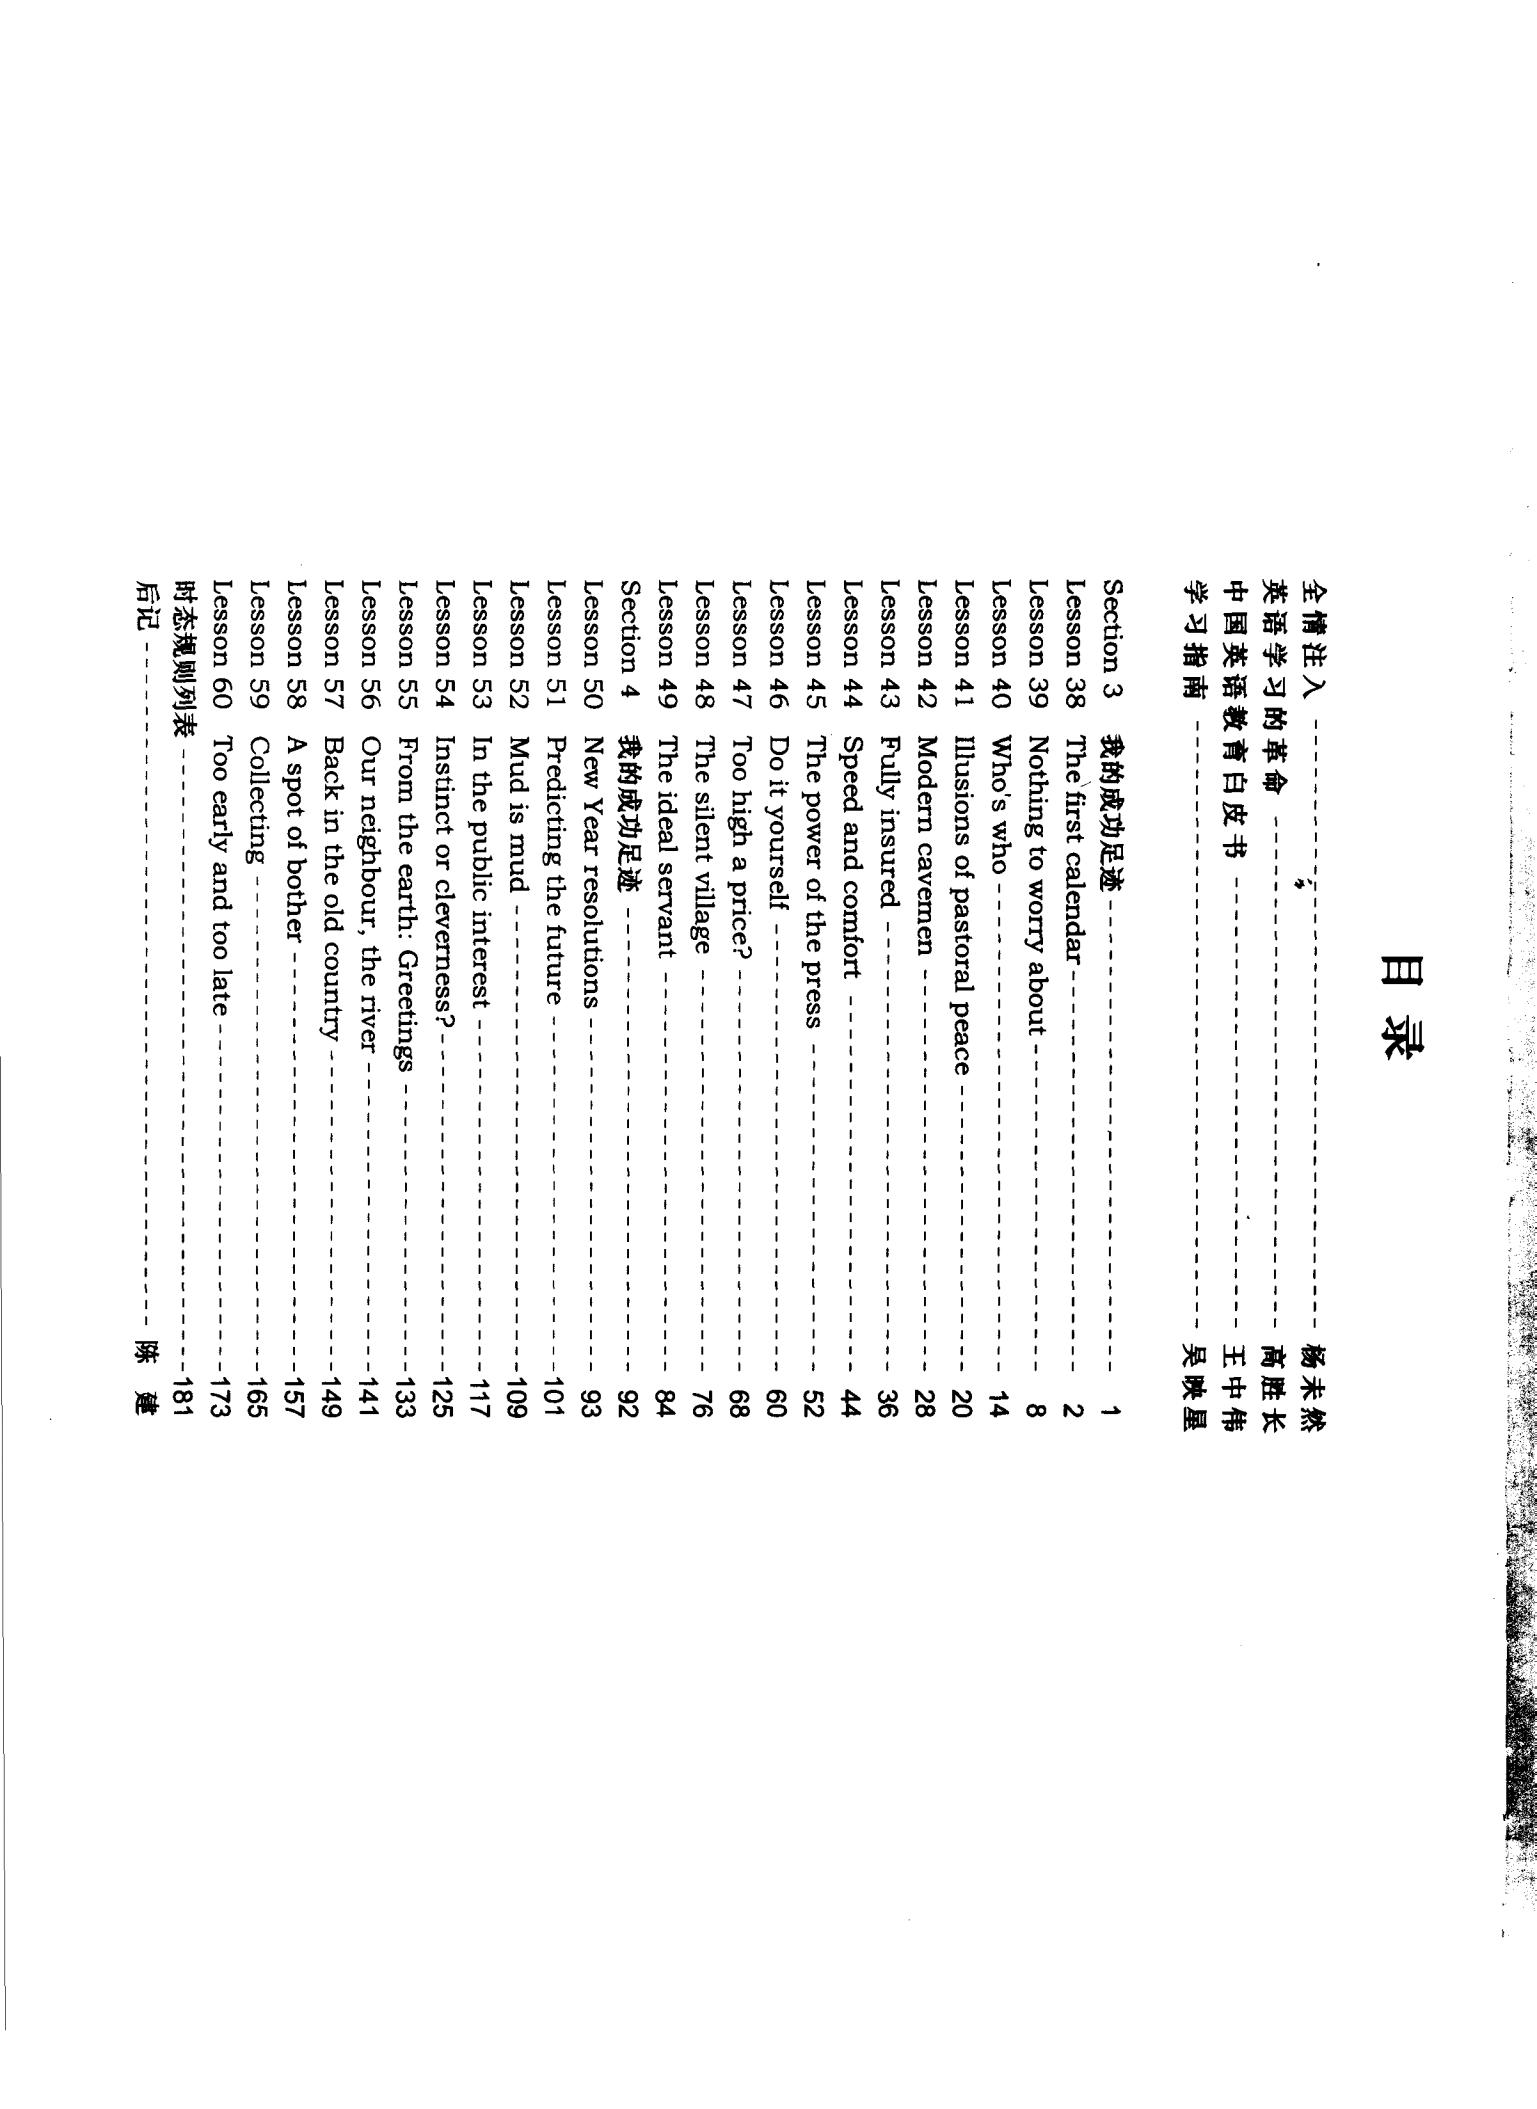 目 录
全情注入 ---------------------------------------- 杨未然
英语学习的革命 ---------------------------------- 高胜长
中国英语教育白皮书 ------------------------------ 王中伟
学习指南 ---------------------------------------- 吴映星
Section 3 我的成功足迹 -------------------------------- 1
Lesson 38 The first calendar -------------------------------- 2
Lesson 39 Nothing to worry about -------------------------------- 8
Lesson 40 Who's who -------------------------------- 14
Lesson 41 Illusions of pastoral peace -------------------------------- 20
Lesson 42 Modern cavemen -------------------------------- 28
Lesson 43 Fully insured -------------------------------- 36
Lesson 44 Speed and comfort -------------------------------- 44
Lesson 45 The power of the press -------------------------------- 52
Lesson 46 Do it yourself -------------------------------- 60
Lesson 47 Too high a price? -------------------------------- 68
Lesson 48 The silent village -------------------------------- 76
Lesson 49 The ideal servant -------------------------------- 84
Section 4 我的成功足迹 -------------------------------- 92
Lesson 50 New Year resolutions -------------------------------- 93
Lesson 51 Predicting the future -------------------------------- 101
Lesson 52 Mud is mud -------------------------------- 109
Lesson 53 In the public interest -------------------------------- 117
Lesson 54 Instinct or cleverness? -------------------------------- 125
Lesson 55 From the earth: Greetings -------------------------------- 133
Lesson 56 Our neighbour, the river -------------------------------- 141
Lesson 57 Back in the old country -------------------------------- 149
Lesson 58 A spot of bother -------------------------------- 157
Lesson 59 Collecting -------------------------------- 165
Lesson 60 Too early and too late -------------------------------- 173
时态规则列表 ---------------------------------------- 181
后记 ---------------------------------------- 陈 建